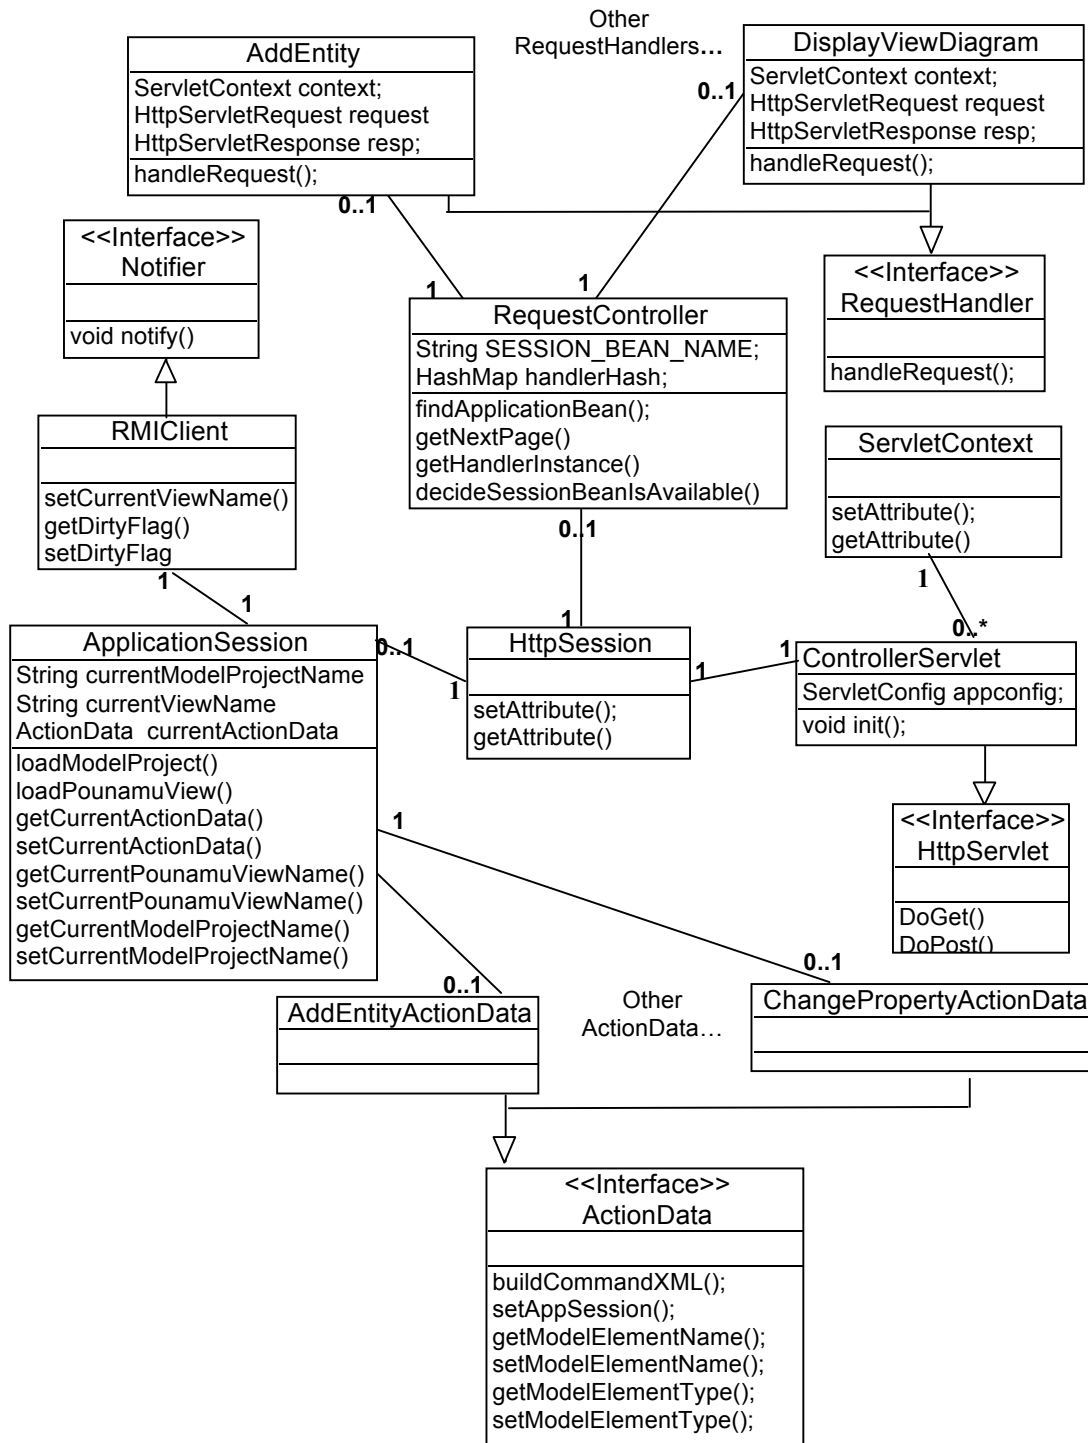 Other
RequestHandlers...
AddEntity
ServletContext context;
HttpServletRequest request
HttpServletResponse resp;
handleRequest();
0..1
DisplayViewDiagram
ServletContext context;
HttpServletRequest request
HttpServletResponse resp;
handleRequest();
0..1
<<Interface>>
Notifier
void notify()
1
1
RequestController
String SESSION_BEAN_NAME;
HashMap handlerHash;
findApplicationBean();
getNextPage()
getHandlerInstance()
decideSessionBeanIsAvailable()
0..1
<<Interface>>
RequestHandler
handleRequest();
RMIClient
setCurrentViewName()
getDirtyFlag()
setDirtyFlag
1
1
ServletContext
setAttribute();
getAttribute()
1
0..*
ApplicationSession
String currentModelProjectName
String currentViewName
ActionData currentActionData
loadModelProject()
loadPounamuView()
getCurrentActionData()
setCurrentActionData()
getCurrentPounamuViewName()
setCurrentPounamuViewName()
getCurrentModelProjectName()
setCurrentModelProjectName()
0..1
1
1
HttpSession
setAttribute();
getAttribute()
1
1
ControllerServlet
ServletConfig appconfig;
void init();
<<Interface>>
HttpServlet
DoGet()
DoPost()
1
0..1
0..1
AddEntityActionData
Other
ActionData...
ChangePropertyActionData
<<Interface>>
ActionData
buildCommandXML();
setAppSession();
getModelElementName();
setModelElementName();
getModelElementType();
setModelElementType();